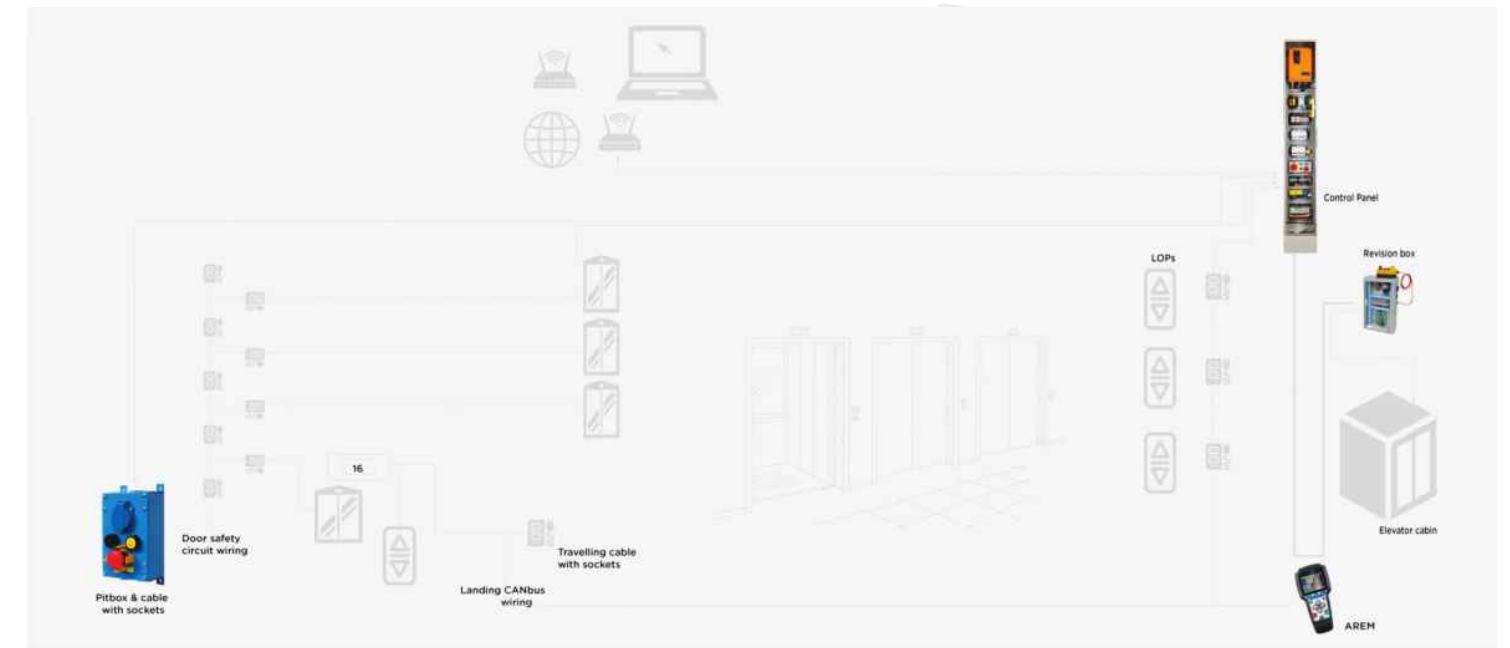 Control Panel
Revision box
LOPs
16
Door safety
circuit wiring
Travelling cable
with sockets
Elevator cabin
Landing CANbus
wiring
Pitbox & cable
with sockets
AREM